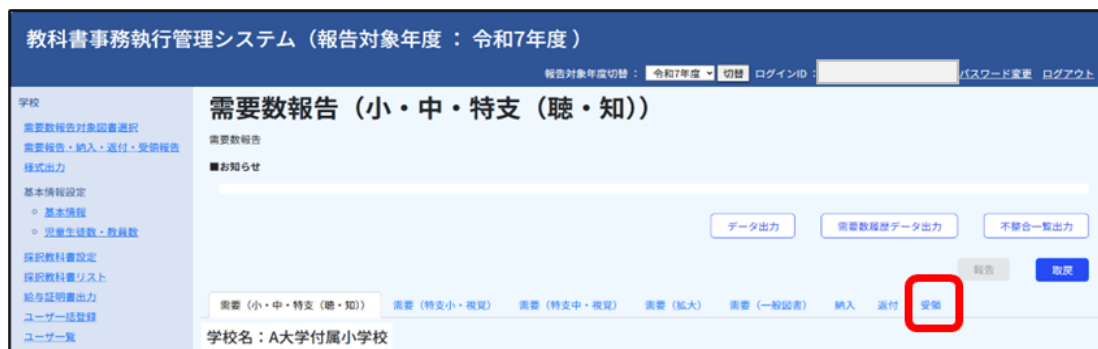 教科書事務執行管理システム（報告対象年度 ： 令和7年度 ）
報告対象年度切替 ： 令和7年度 切替 ログインID： パスワード変更 ログアウト
学校
需要数報告対象図書選択
需要報告・納入・返付・受領報告
様式出力
基本情報設定
基本情報
児童生徒数・教員数
採択教科書設定
採択教科書リスト
給与証明書出力
ユーザー括登録
ユーザー覧
需要数報告（小・中・特支（聴・知））
需要数報告
■お知らせ
データ出力 需要数履歴データ出力 不整合一覧出力
報告 取戻
需要（小・中・特支（聴・知）） 需要（特支小・視覚） 需要（特支中・視覚） 需要（拡大） 需要（一般図書） 納入 返付 受領
学校名：A大学付属小学校